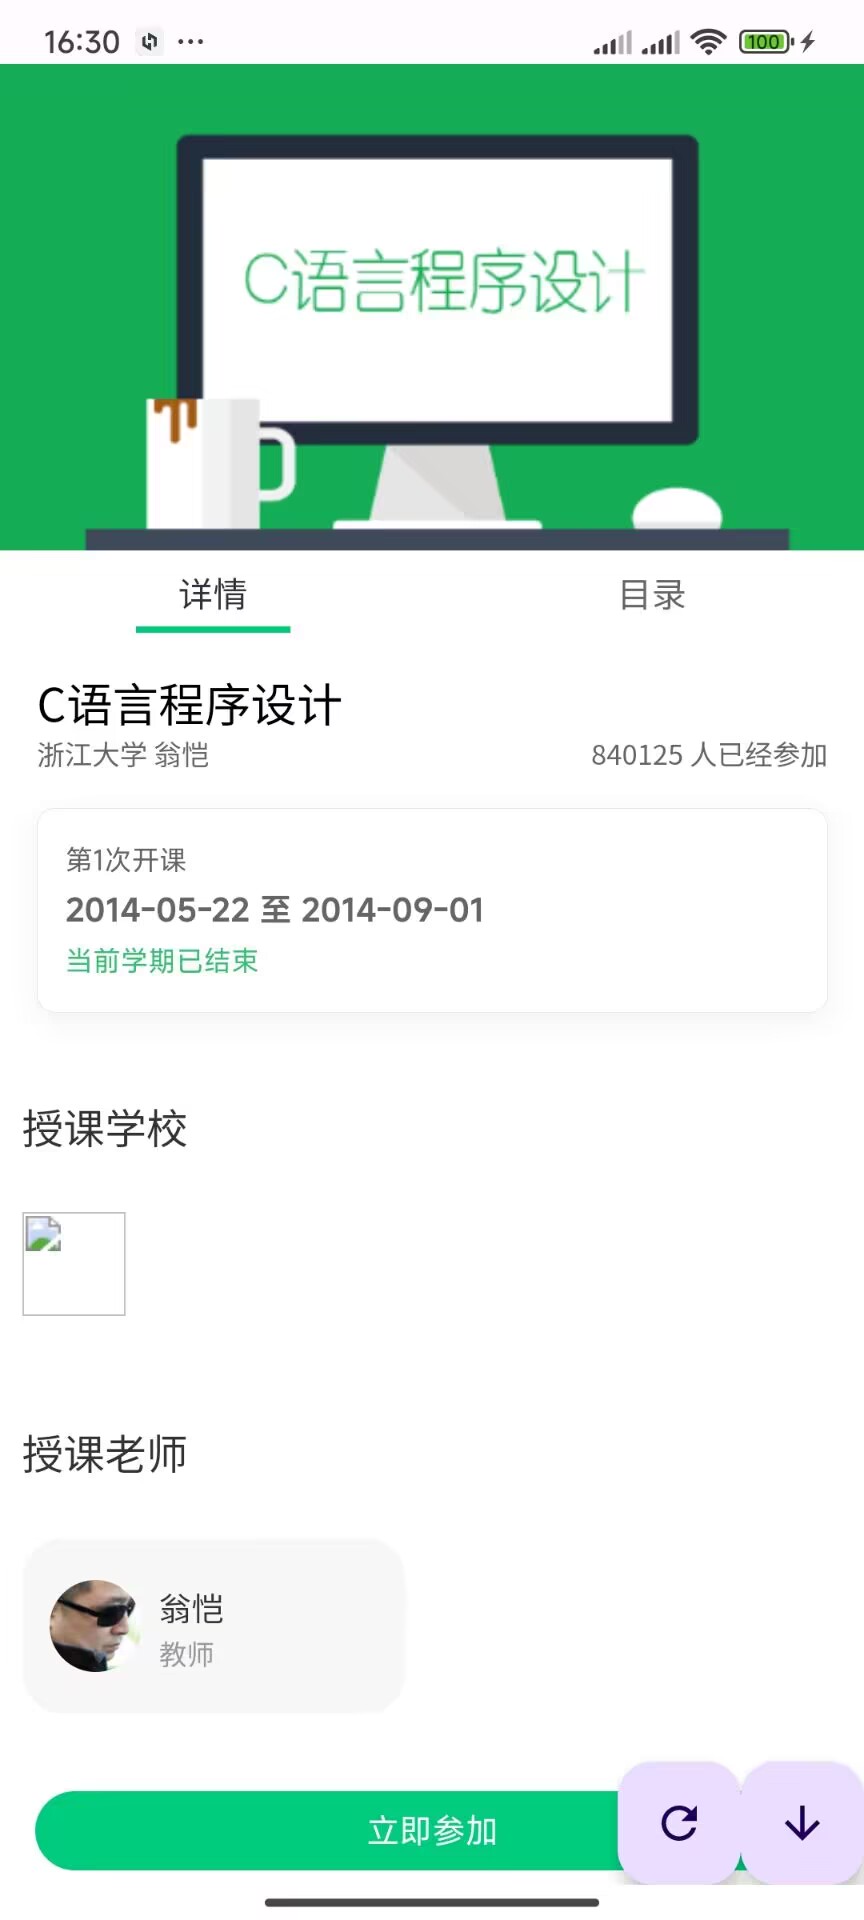 16:30
100
C语言程序设计
详情
目录
C语言程序设计
浙江大学 翁恺
840125 人已经参加
第1次开课
2014-05-22 至 2014-09-01
当前学期已结束
授课学校
授课老师
翁恺
教师
立即参加